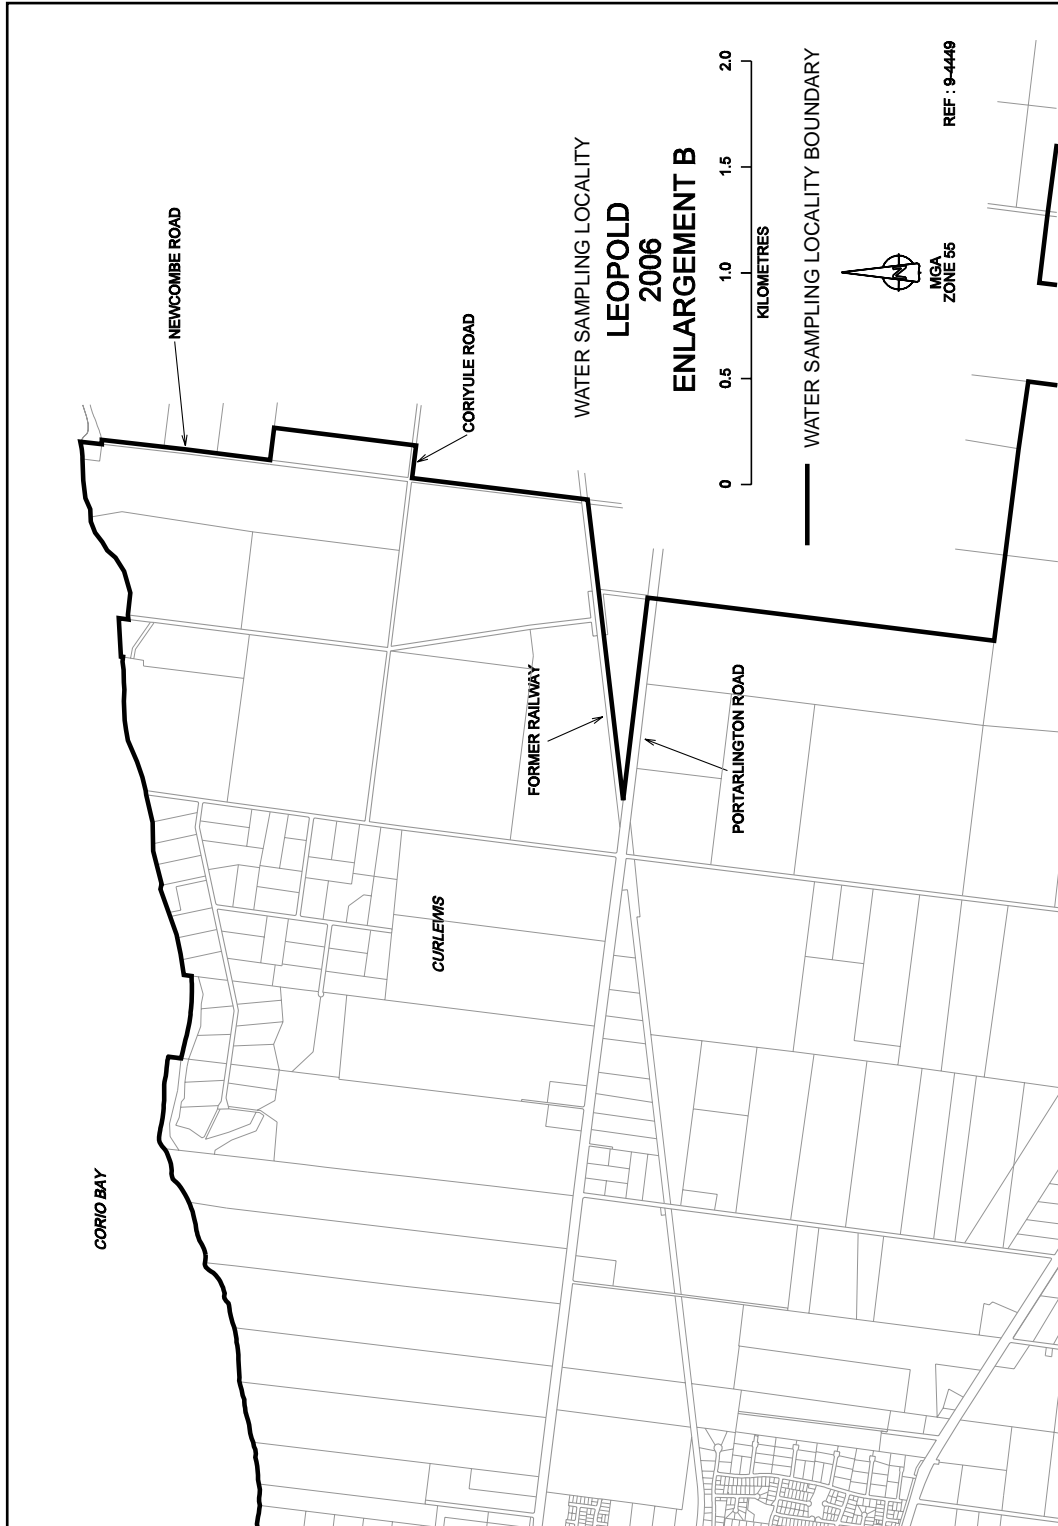 WATER SAMPLING LOCALITY
LEOPOLD
2006
ENLARGEMENT B
0 0.5 1.0 1.5 2.0
KILOMETRES
WATER SAMPLING LOCALITY BOUNDARY
N
MGA
ZONE 55
REF : 9-4449
CORIO BAY
NEWCOMBE ROAD
CORIYULE ROAD
CURLEWIS
FORMER RAILWAY
PORTARLINGTON ROAD